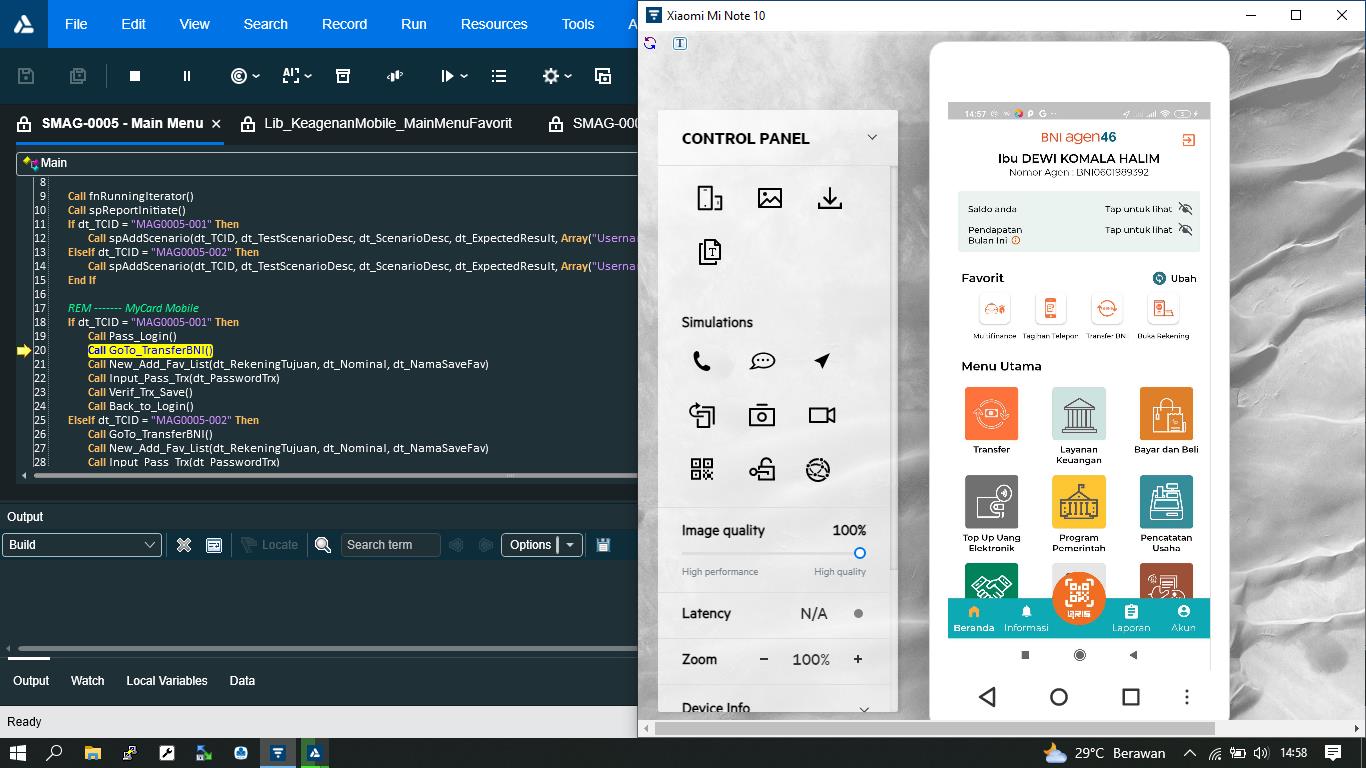 File Edit View Search Record Run Resources Tools A
SMAG-0005 - Main Menu
Lib_KeagenanMobile_MainMenuFavorit
SMAG-000
Main
8
9 Call fnRunningIterator()
10 Call spReportInitiate()
11 If dt_TCID = "MAG0005-001" Then
12 Call spAddScenario(dt_TCID, dt_TestScenarioDesc, dt_ScenarioDesc, dt_ExpectedResult, Array("Userna
13 ElseIf dt_TCID = "MAG0005-002" Then
14 Call spAddScenario(dt_TCID, dt_TestScenarioDesc, dt_ScenarioDesc, dt_ExpectedResult, Array("Userna
15 End If
16
17 REM ------- MyCard Mobile
18 If dt_TCID = "MAG0005-001" Then
19 Call Pass_Login()
20 Call GoTo_TransferBNI()
21 Call New_Add_Fav_List(dt_RekeningTujuan, dt_Nominal, dt_NamaSaveFav)
22 Call Input_Pass_Trx(dt_PasswordTrx)
23 Call Verif_Trx_Save()
24 Call Back_to_Login()
25 ElseIf dt_TCID = "MAG0005-002" Then
26 Call GoTo_TransferBNI()
27 Call New_Add_Fav_List(dt_RekeningTujuan, dt_Nominal, dt_NamaSaveFav)
28 Call Input_Pass_Trx(dt_PasswordTrx)
Output
Build
Locate
Search term
Options
Output Watch Local Variables Data
Ready
Xiaomi Mi Note 10
T
CONTROL PANEL
T
Simulations
Image quality 100%
High performance High quality
Latency N/A
Zoom − 100% +
Device Info
14:57
BNI agen46
Ibu DEWI KOMALA HALIM
Nomor Agen : BNI0601989392
Saldo anda Tap untuk lihat
Pendapatan
Bulan Ini
Tap untuk lihat
Favorit Ubah
Multifinance Tagihan Telepon Transfer BNI Buka Rekening
Menu Utama
Transfer
Layanan
Keuangan
Bayar dan Beli
Top Up Uang
Elektronik
Program
Pemerintah
Pencatatan
Usaha
QRIS
Beranda Informasi Laporan Akun
29°C Berawan
14:58